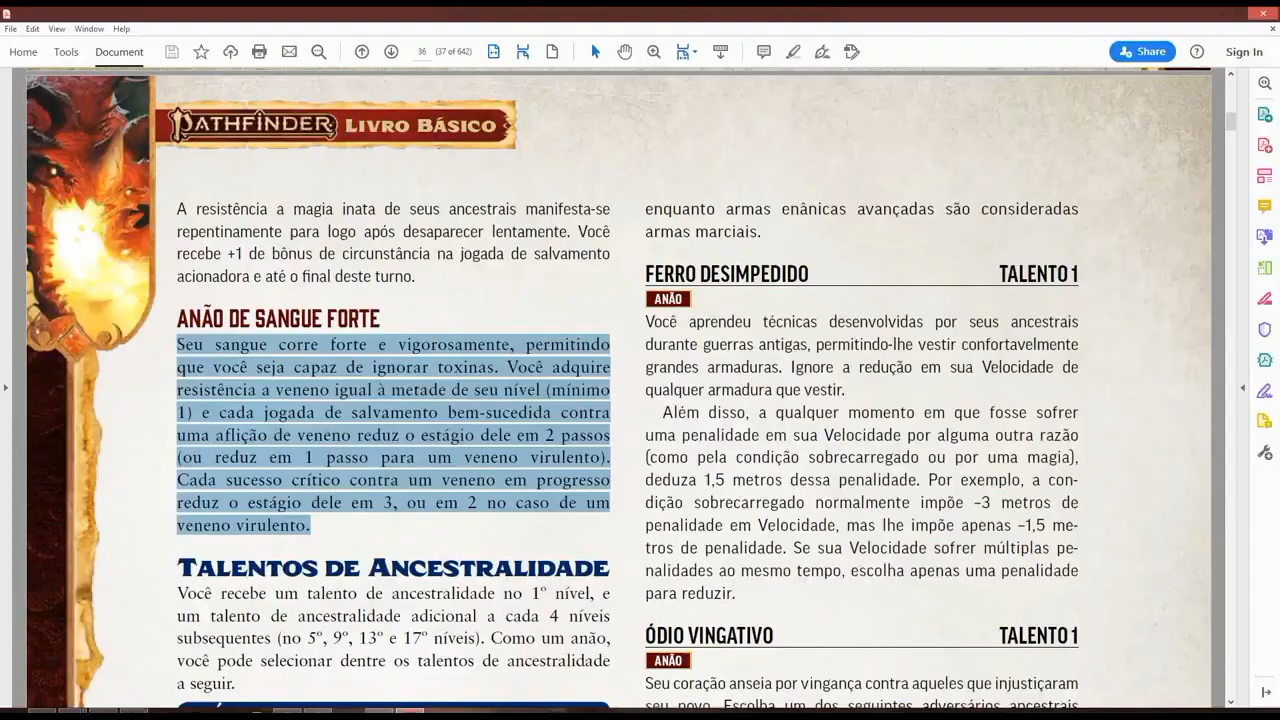 File Edit View Window Help
Home Tools Document 36 (37 of 642) Share Sign In
PATHFINDER LIVRO BÁSICO
A resistência a magia inata de seus ancestrais manifesta-se
repentinamente para logo após desaparecer lentamente. Você
recebe +1 de bônus de circunstância na jogada de salvamento
acionadora e até o final deste turno.
ANÃO DE SANGUE FORTE
Seu sangue corre forte e vigorosamente, permitindo
que você seja capaz de ignorar toxinas. Você adquire
resistência a veneno igual à metade de seu nível (mínimo
1) e cada jogada de salvamento bem-sucedida contra
uma aflição de veneno reduz o estágio dele em 2 passos
(ou reduz em 1 passo para um veneno virulento).
Cada sucesso crítico contra um veneno em progresso
reduz o estágio dele em 3, ou em 2 no caso de um
veneno virulento.
TALENTOS DE ANCESTRALIDADE
Você recebe um talento de ancestralidade no 1º nível, e
um talento de ancestralidade adicional a cada 4 níveis
subsequentes (no 5º, 9º, 13º e 17º níveis). Como um anão,
você pode selecionar dentre os talentos de ancestralidade
a seguir.
enquanto armas enânicas avançadas são consideradas
armas marciais.
FERRO DESIMPEDIDO TALENTO 1
ANÃO
Você aprendeu técnicas desenvolvidas por seus ancestrais
durante guerras antigas, permitindo-lhe vestir confortavelmente
grandes armaduras. Ignore a redução em sua Velocidade de
qualquer armadura que vestir.
Além disso, a qualquer momento em que fosse sofrer
uma penalidade em sua Velocidade por alguma outra razão
(como pela condição sobrecarregado ou por uma magia),
deduza 1,5 metros dessa penalidade. Por exemplo, a con-
dição sobrecarregado normalmente impõe –3 metros de
penalidade em Velocidade, mas lhe impõe apenas –1,5 me-
tros de penalidade. Se sua Velocidade sofrer múltiplas pe-
nalidades ao mesmo tempo, escolha apenas uma penalidade
para reduzir.
ÓDIO VINGATIVO TALENTO 1
ANÃO
Seu coração anseia por vingança contra aqueles que injustiçaram
seu povo. Escolha um dos seguintes adversários ancestrais